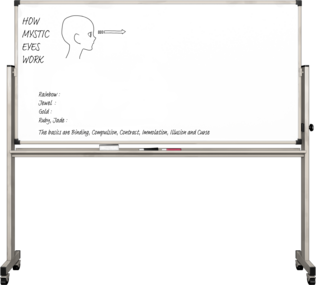 HOW
MYSTIC
EYES
WORK
Rainbow :
Jewel :
Gold :
Ruby, Jade :
The basics are Binding, Compulsion, Contract, Immolation, Illusion and Curse